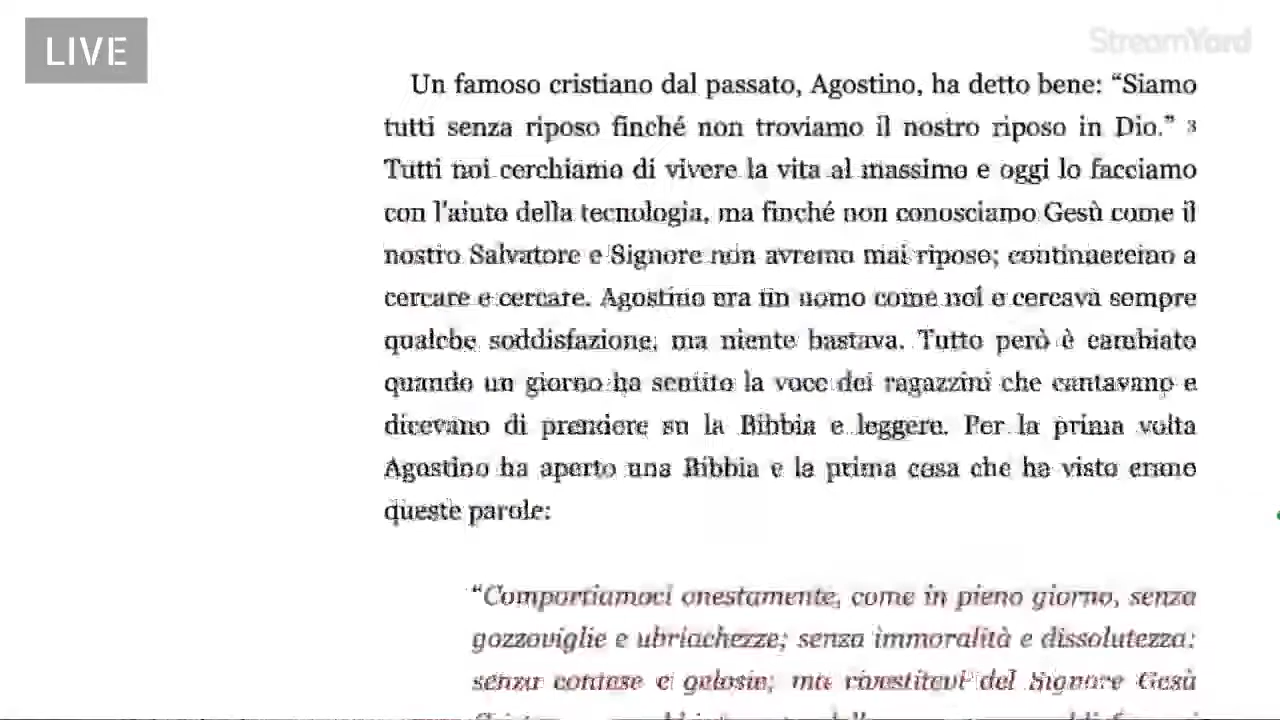 LIVE
StreamYard
Un famoso cristiano dal passato, Agostino, ha detto bene: “Siamo
tutti senza riposo finché non troviamo il nostro riposo in Dio.” 3
Tutti noi cerchiamo di vivere la vita al massimo e oggi lo facciamo
con l'aiuto della tecnologia, ma finché non conosciamo Gesù come il
nostro Salvatore e Signore non avremo mai riposo; continueremo a
cercare e cercare. Agostino era un uomo come noi e cercava sempre
qualche soddisfazione, ma niente bastava. Tutto però è cambiato
quando un giorno ha sentito la voce dei ragazzini che cantavano e
dicevano di prendere su la Bibbia e leggere. Per la prima volta
Agostino ha aperto una Bibbia e la prima cosa che ha visto erano
queste parole:
“Comportiamoci onestamente, come in pieno giorno, senza
gozzoviglie e ubriachezze; senza immoralità e dissolutezza;
senza contese e gelosie; ma rivestitevi del Signore Gesù